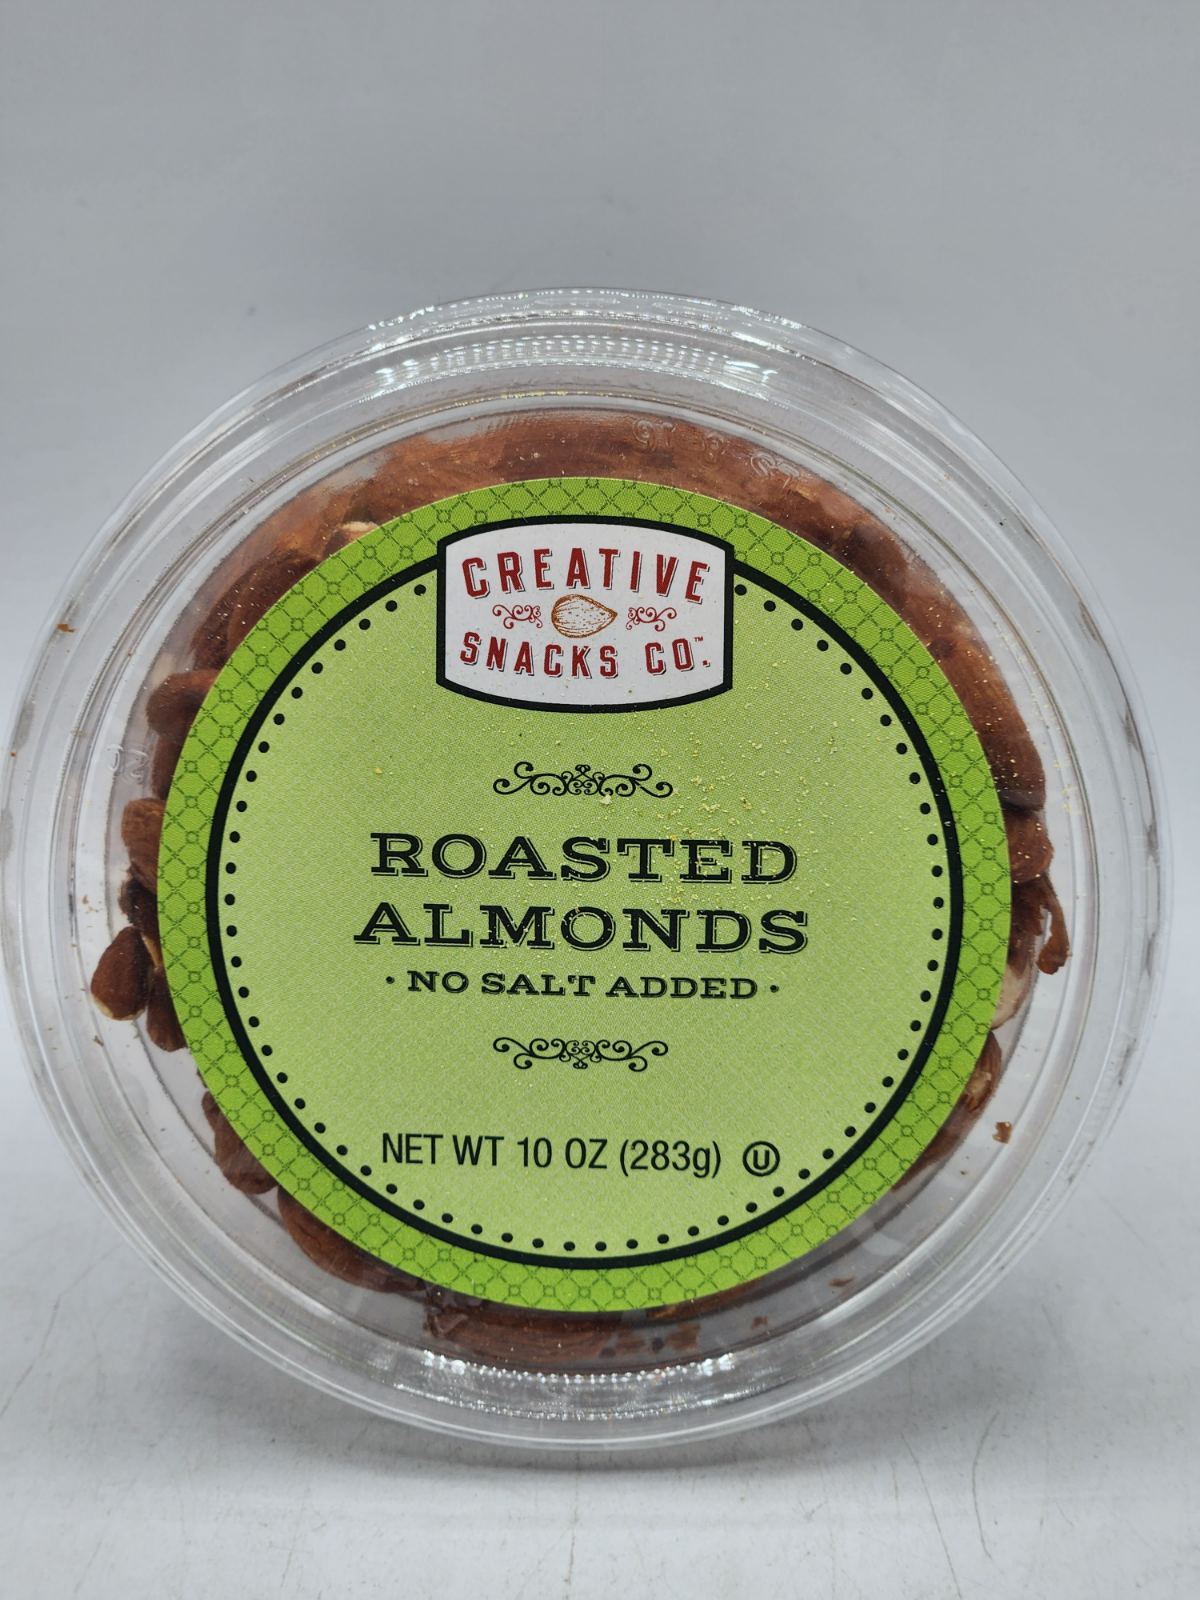 CREATIVE
SNACKS CO.™
ROASTED
ALMONDS
· NO SALT ADDED ·
NET WT 10 OZ (283g) Ⓤ